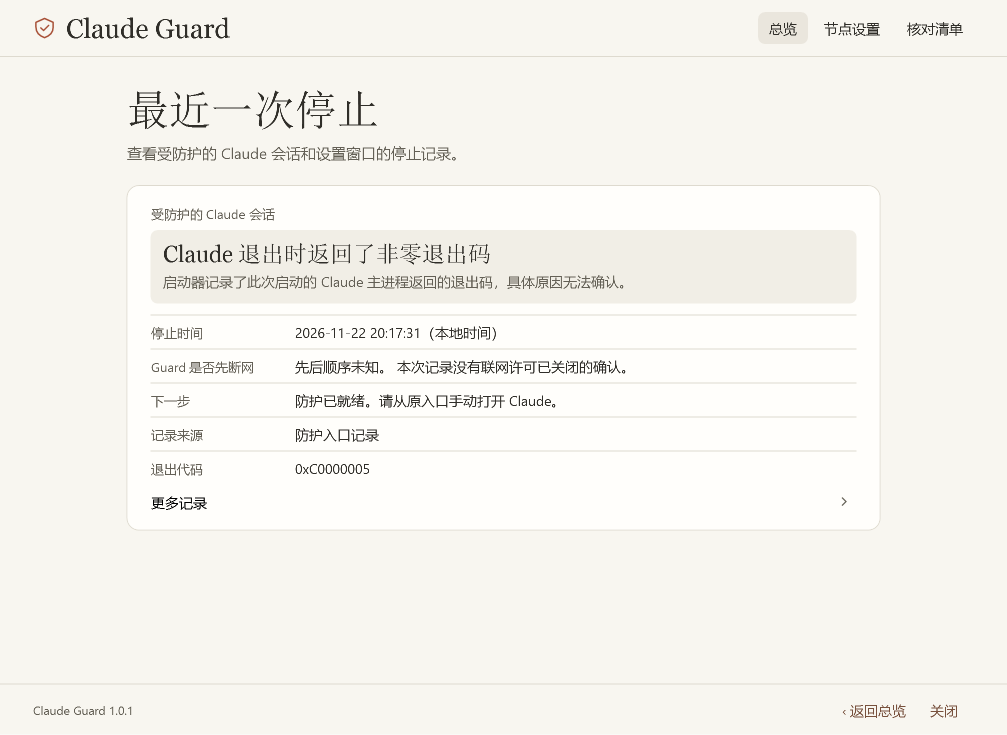 Claude Guard
总览
节点设置
核对清单
最近一次停止
查看受防护的 Claude 会话和设置窗口的停止记录。
受防护的 Claude 会话
Claude 退出时返回了非零退出码
启动器记录了此次启动的 Claude 主进程返回的退出码，具体原因无法确认。
停止时间 2026-11-22 20:17:31（本地时间）
Guard 是否先断网 先后顺序未知。 本次记录没有联网许可已关闭的确认。
下一步 防护已就绪。请从原入口手动打开 Claude。
记录来源 防护入口记录
退出代码 0xC0000005
更多记录
Claude Guard 1.0.1
‹ 返回总览
关闭